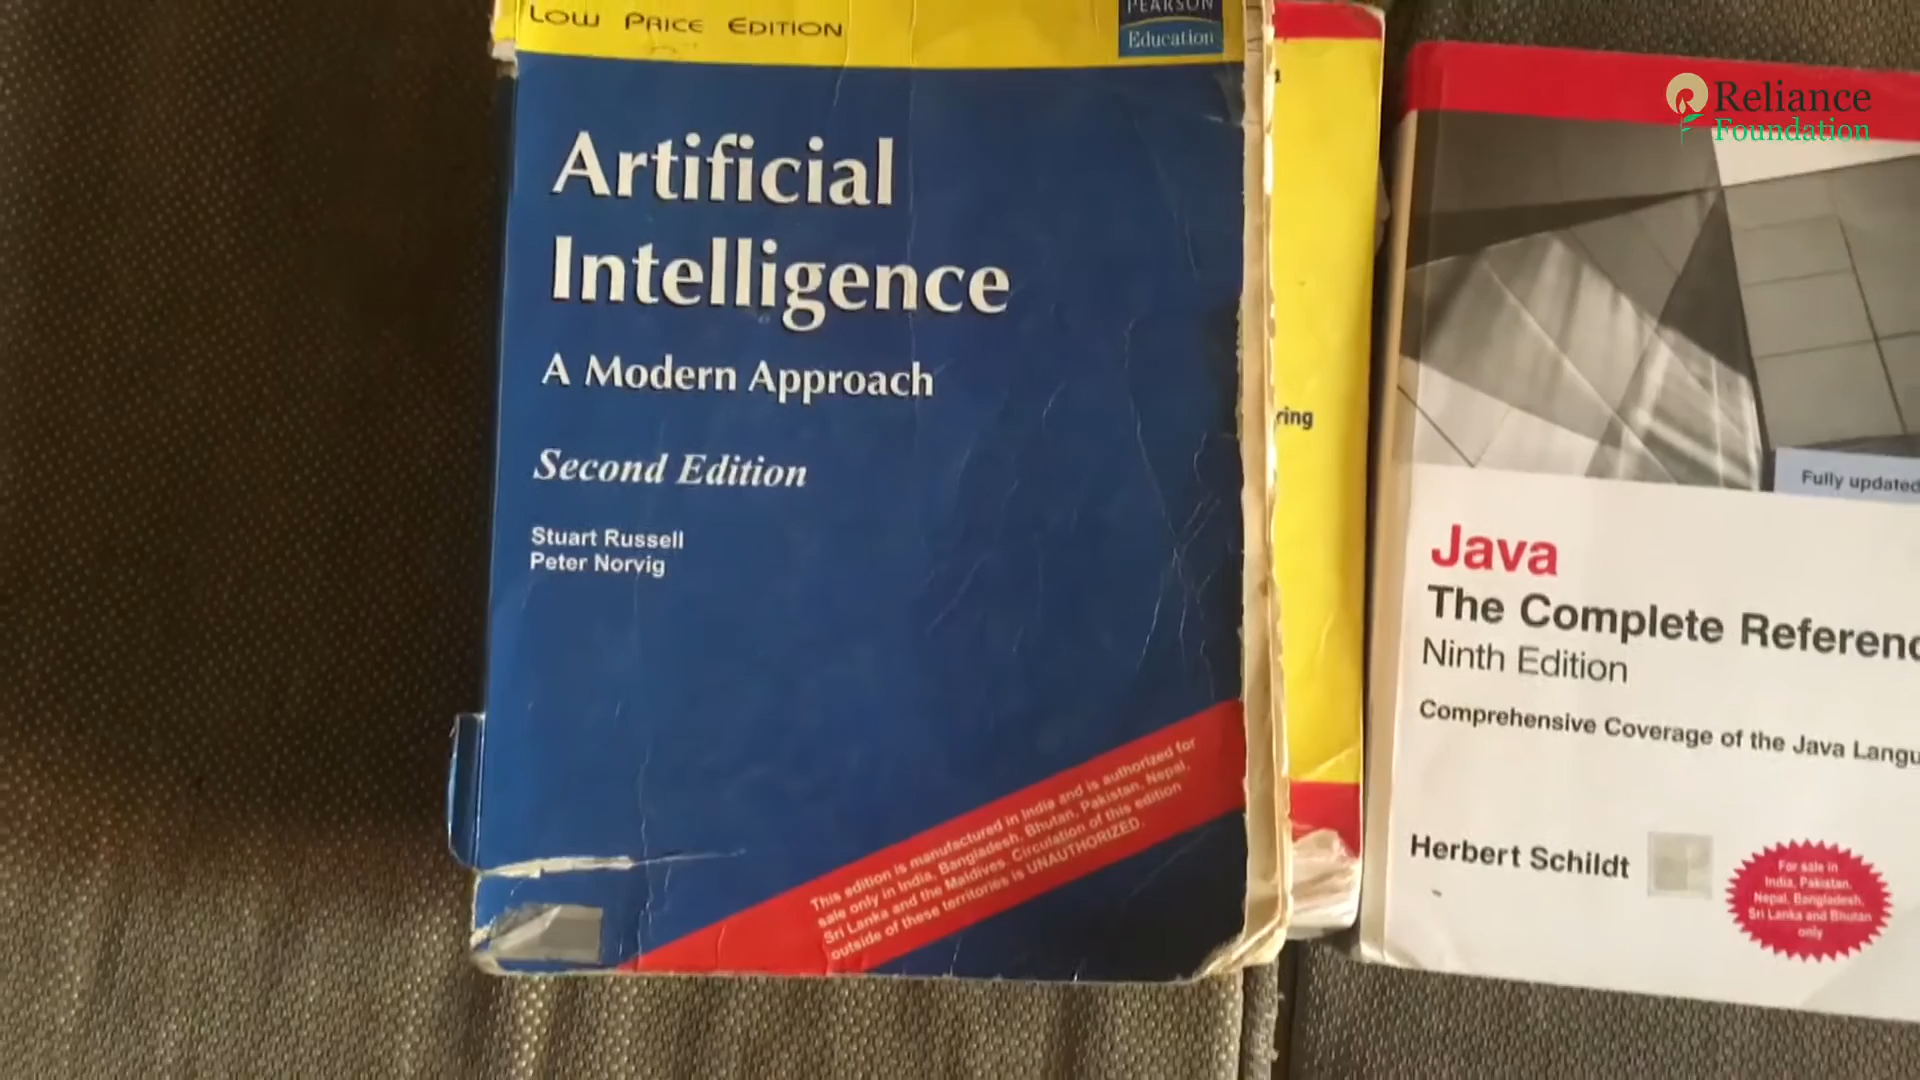 LOW PRICE EDITION
PEARSON
Education
Artificial
Intelligence
A Modern Approach
Second Edition
Stuart Russell
Peter Norvig
This edition is manufactured in India and is authorized for
sale only in India, Bangladesh, Bhutan, Pakistan, Nepal,
Sri Lanka and the Maldives. Circulation of this edition
outside of these territories is UNAUTHORIZED.
ring
Reliance
Foundation
Fully updated
Java
The Complete Referenc
Ninth Edition
Comprehensive Coverage of the Java Langu
Herbert Schildt
For sale in
India, Pakistan,
Nepal, Bangladesh,
Sri Lanka and Bhutan
only